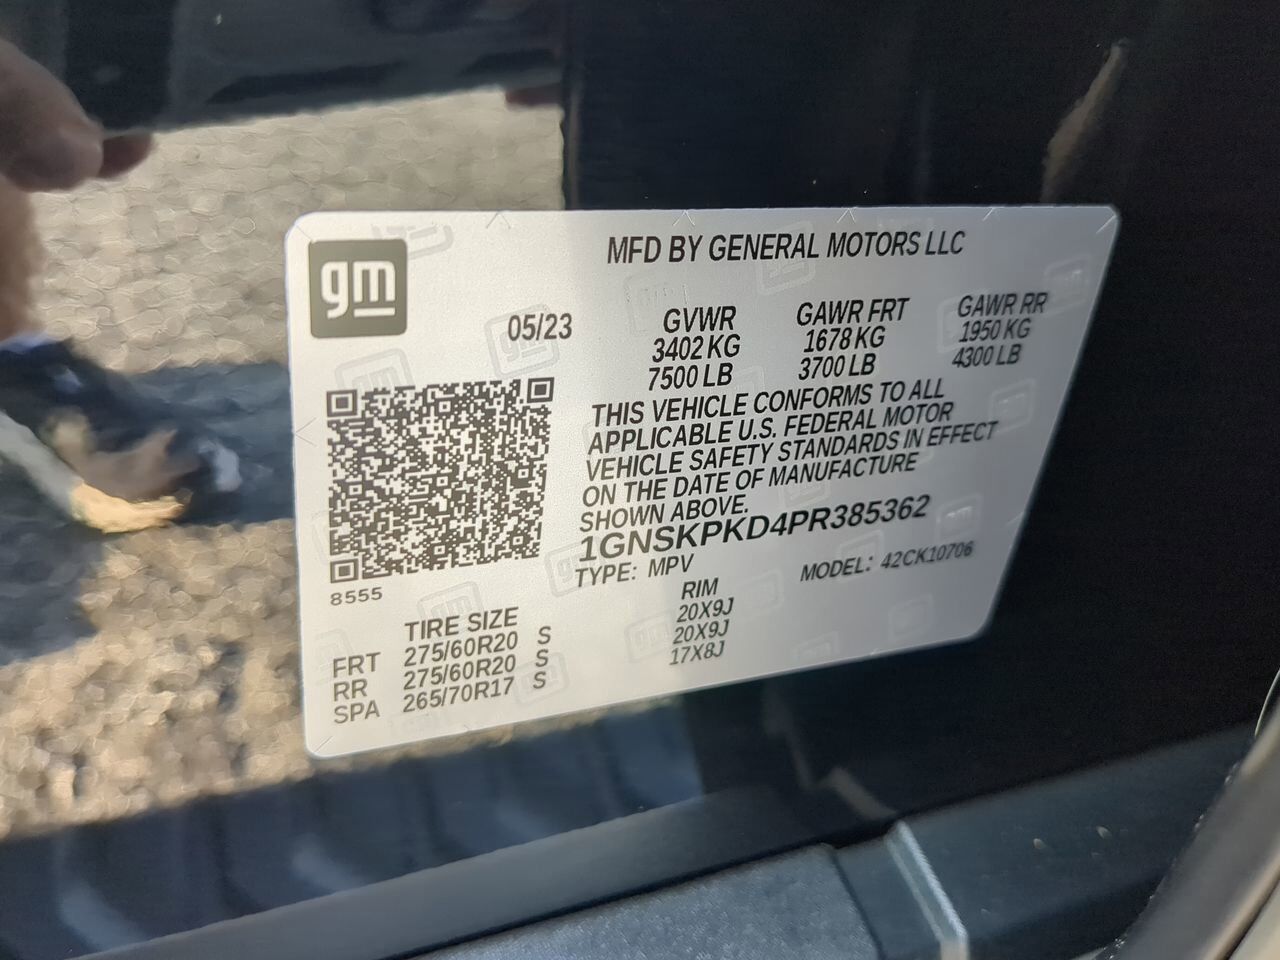 gm
MFD BY GENERAL MOTORS LLC
05/23
GVWR GAWR FRT GAWR RR
3402 KG 1678 KG 1950 KG
7500 LB 3700 LB 4300 LB
THIS VEHICLE CONFORMS TO ALL
APPLICABLE U.S. FEDERAL MOTOR
VEHICLE SAFETY STANDARDS IN EFFECT
ON THE DATE OF MANUFACTURE
SHOWN ABOVE.
1GNSKPKD4PR385362
TYPE: MPV MODEL: 42CK10706
8555
TIRE SIZE RIM
FRT 275/60R20 S 20X9J
RR 275/60R20 S 20X9J
SPA 265/70R17 S 17X8J